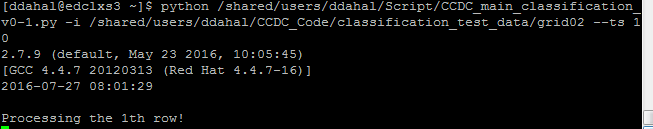 [ddahal@edclxs3 ~]$ python /shared/users/ddahal/Script/CCDC_main_classification_
v0-1.py -i /shared/users/ddahal/CCDC_Code/classification_test_data/grid02 --ts 1
0
2.7.9 (default, May 23 2016, 10:05:45)
[GCC 4.4.7 20120313 (Red Hat 4.4.7-16)]
2016-07-27 08:01:29
Processing the 1th row!